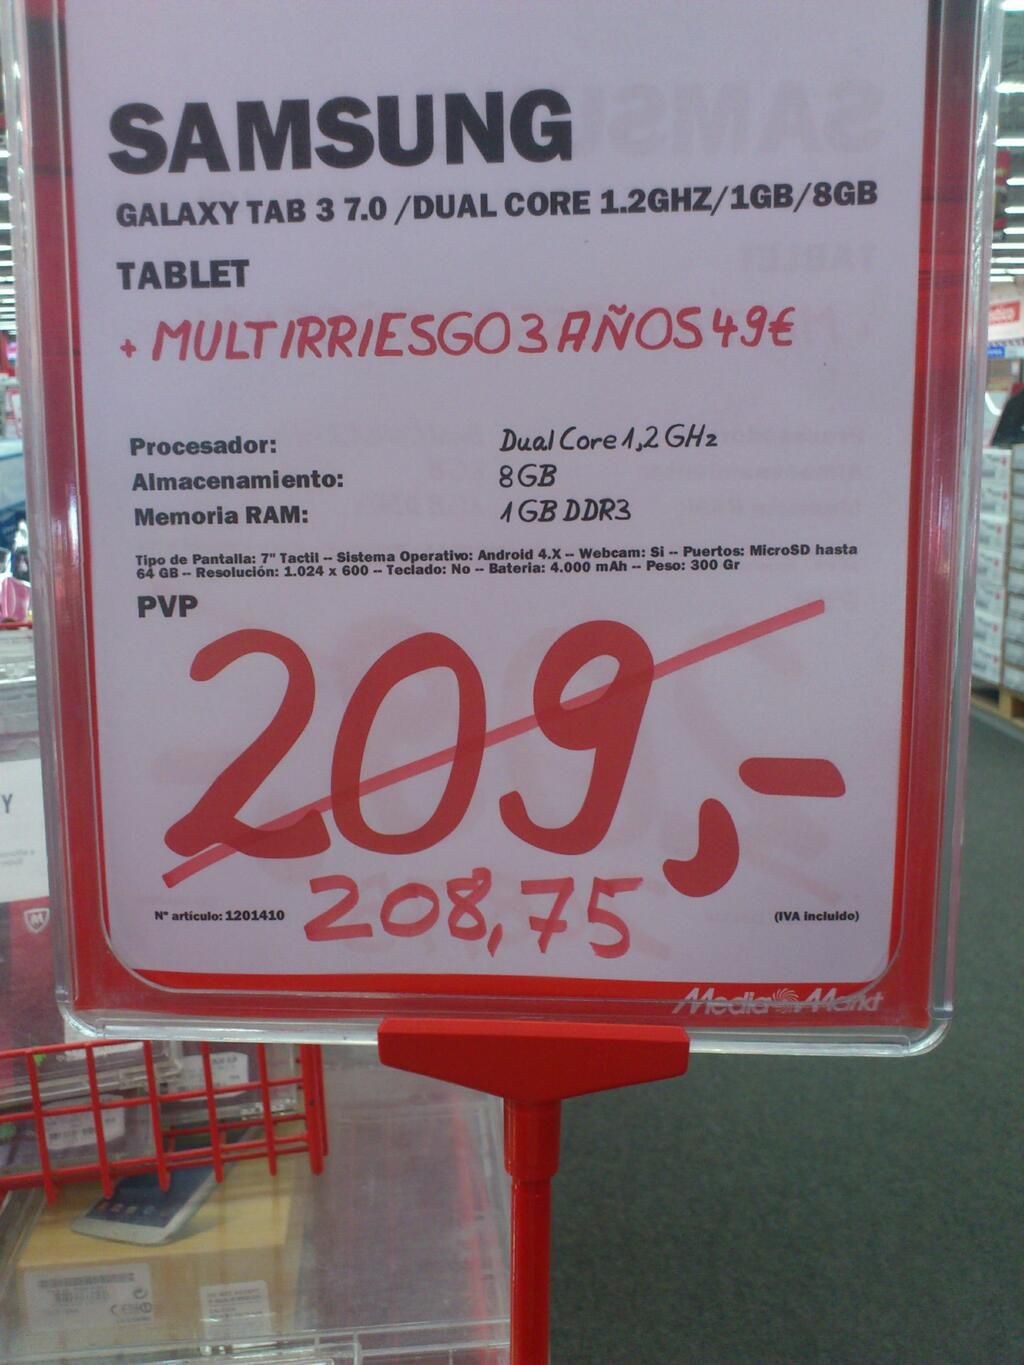 SAMSUNG
GALAXY TAB 3 7.0 /DUAL CORE 1.2GHZ/1GB/8GB
TABLET
+ MULTIRRIESGO 3 AÑOS 49€
Procesador: Dual Core 1,2 GHz
Almacenamiento: 8GB
Memoria RAM: 1GB DDR3
Tipo de Pantalla: 7" Tactil -- Sistema Operativo: Android 4.X -- Webcam: Si -- Puertos: MicroSD hasta
64 GB -- Resolución: 1.024 x 600 -- Teclado: No -- Bateria: 4.000 mAh -- Peso: 300 Gr
PVP
209,-
208,75
Nº artículo: 1201410
(IVA incluido)
Media Markt